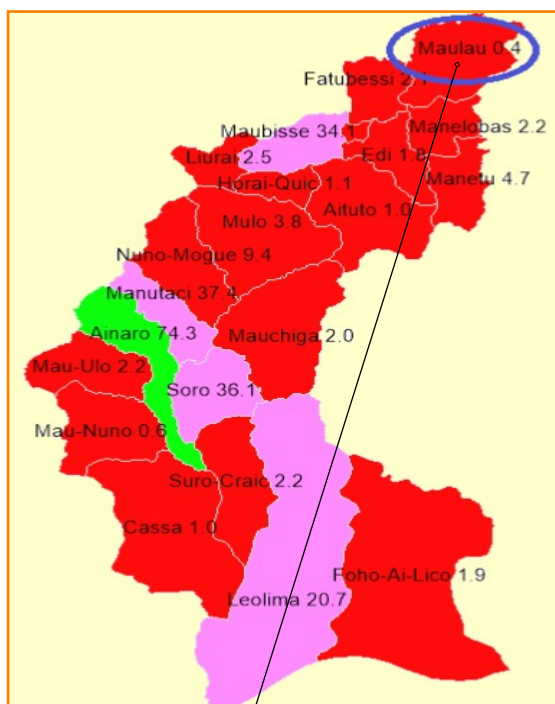 Maulau 0.4
Fatubessi 2.1
Maubisse 34.1
Manelobas 2.2
Liurai 2.5
Edi 1.8
Horai-Quic 1.1
Manetu 4.7
Mulo 3.8
Aituto 1.0
Nuno-Mogue 9.4
Manutaci 37.4
Ainaro 74.3
Mauchiga 2.0
Mau-Ulo 2.2
Soro 36.1
Mau-Nuno 0.6
Suro-Craic 2.2
Cassa 1.0
Foho-Ai-Lico 1.9
Leolima 20.7